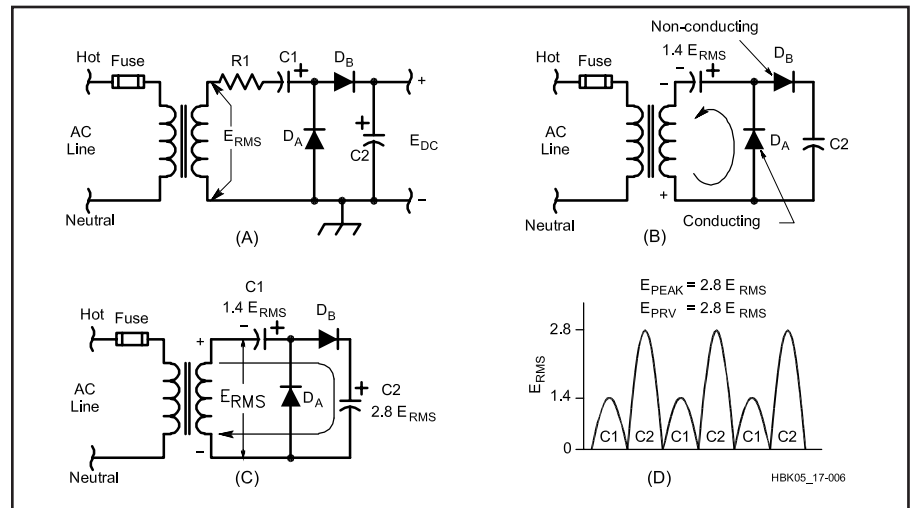 Hot
Fuse
R1
C1
+
D_B
+
AC
Line
E_RMS
D_A
+
C2
E_DC
Neutral
−
(A)
Non-conducting
Hot
Fuse
1.4 E_RMS
− +
D_B
−
AC
Line
D_A
C2
+
Neutral
Conducting
(B)
C1
1.4 E_RMS
Hot
Fuse
− +
D_B
+
AC
Line
E_RMS
D_A
+
C2
2.8 E_RMS
−
Neutral
(C)
E_PEAK = 2.8 E_RMS
E_PRV = 2.8 E_RMS
2.8
E_RMS
1.4
0
C1 C2 C1 C2 C1 C2
(D)
HBK05_17-006